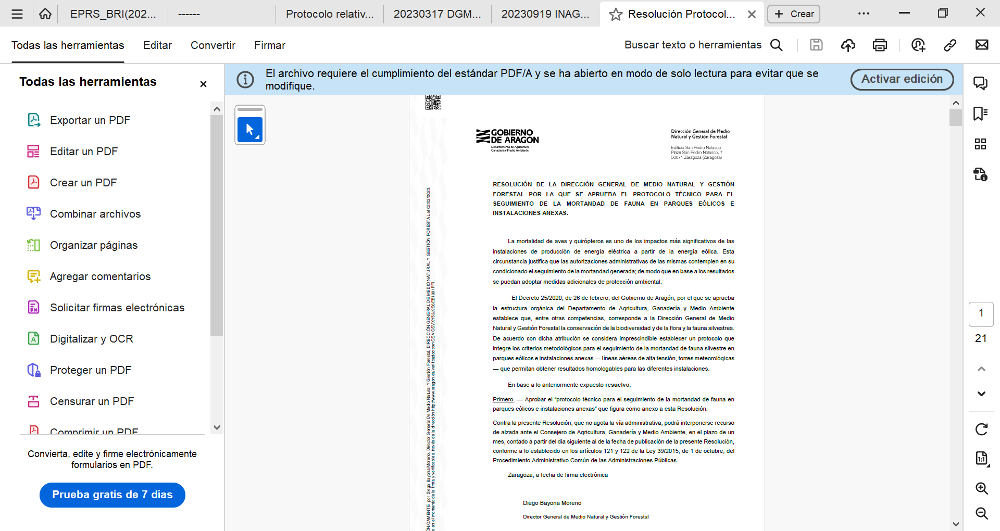 EPRS_BRI(202...
------
Protocolo relativ...
20230317 DGM...
20230919 INAG...
Resolución Protocol...
Crear
Todas las herramientas
Editar
Convertir
Firmar
Buscar texto o herramientas
Todas las herramientas
Exportar un PDF
Editar un PDF
Crear un PDF
Combinar archivos
Organizar páginas
Agregar comentarios
Solicitar firmas electrónicas
Digitalizar y OCR
Proteger un PDF
Censurar un PDF
Comprimir un PDF
Convierta, edite y firme electrónicamente
formularios en PDF.
Prueba gratis de 7 días
El archivo requiere el cumplimiento del estándar PDF/A y se ha abierto en modo de solo lectura para evitar que se
modifique.
Activar edición
GOBIERNO
DE ARAGON
Departamento de Agricultura,
Ganadería y Medio Ambiente
Dirección General de Medio
Natural y Gestión Forestal
Edificio San Pedro Nolasco
Plaza San Pedro Nolasco, 7
50071 Zaragoza (Zaragoza)
RESOLUCIÓN DE LA DIRECCIÓN GENERAL DE MEDIO NATURAL Y GESTIÓN
FORESTAL POR LA QUE SE APRUEBA EL PROTOCOLO TÉCNICO PARA EL
SEGUIMIENTO DE LA MORTANDAD DE FAUNA EN PARQUES EÓLICOS E
INSTALACIONES ANEXAS.
La mortalidad de aves y quirópteros es uno de los impactos más significativos de las
instalaciones de producción de energía eléctrica a partir de la energía eólica. Esta
circunstancia justifica que las autorizaciones administrativas de las mismas contemplen en su
condicionado el seguimiento de la mortandad generada; de modo que en base a los resultados
se puedan adoptar medidas adicionales de protección ambiental.
El Decreto 25/2020, de 26 de febrero, del Gobierno de Aragón, por el que se aprueba
la estructura orgánica del Departamento de Agricultura, Ganadería y Medio Ambiente
establece que, entre otras competencias, corresponde a la Dirección General de Medio
Natural y Gestión Forestal la conservación de la biodiversidad y de la flora y la fauna silvestres.
De acuerdo con dicha atribución se considera imprescindible establecer un protocolo que
integre los criterios metodológicos para el seguimiento de la mortandad de fauna silvestre en
parques eólicos e instalaciones anexas — líneas aéreas de alta tensión, torres meteorológicas
— que permitan obtener resultados homologables para las diferentes instalaciones.
En base a lo anteriormente expuesto resuelvo:
Primero. — Aprobar el “protocolo técnico para el seguimiento de la mortandad de fauna en
parques eólicos e instalaciones anexas” que figura como anexo a esta Resolución.
Contra la presente Resolución, que no agota la vía administrativa, podrá interponerse recurso
de alzada ante el Consejero de Agricultura, Ganadería y Medio Ambiente, en el plazo de un
mes, contado a partir del día siguiente al de la fecha de publicación de la presente Resolución,
conforme a lo establecido en los artículos 121 y 122 de la Ley 39/2015, de 1 de octubre, del
Procedimiento Administrativo Común de las Administraciones Públicas.
Zaragoza, a fecha de firma electrónica
Diego Bayona Moreno
Director General de Medio Natural y Gestión Forestal
ÓNICAMENTE por Diego Bayona Moreno, Director General De Medio Natural Y Gestión Forestal, DIRECCIÓN GENERAL DE MEDIO NATURAL Y GESTIÓN FORESTAL el 02/02/2023.
o en el momento de la firma y verificable a través de la dirección http://www.aragon.es/verificadoc con CSV
1
21
1:1